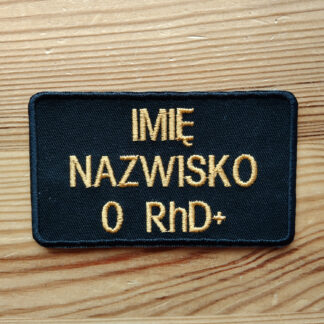 IMIĘ
NAZWISKO
0 RhD+